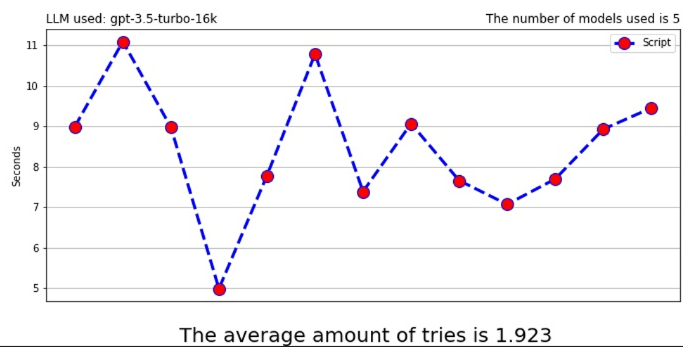 LLM used: gpt-3.5-turbo-16k
The number of models used is 5
Script
11
10
9
8
7
6
5
Seconds
The average amount of tries is 1.923